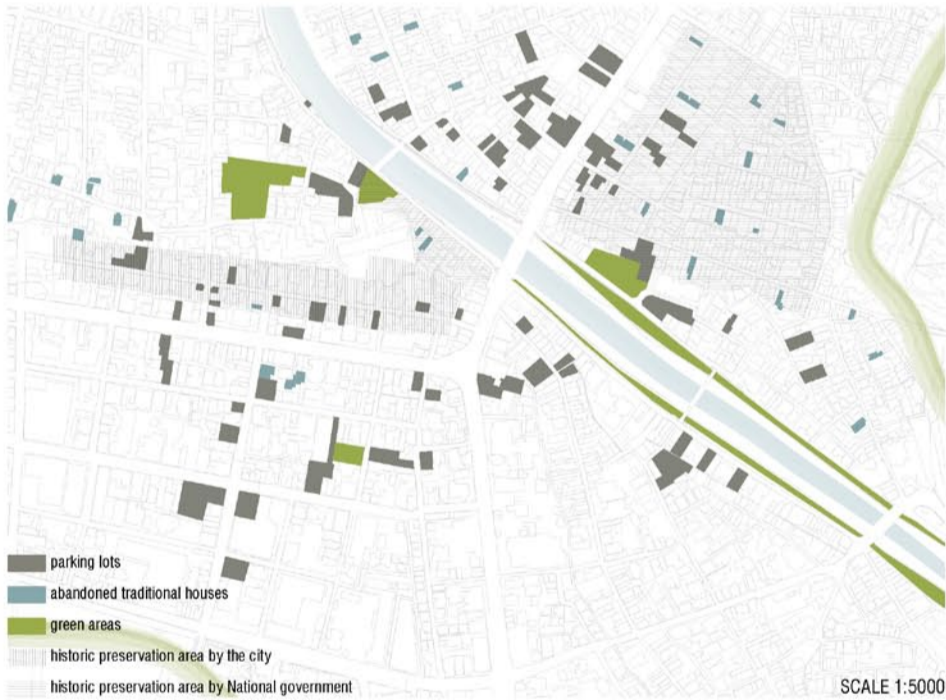 parking lots
abandoned traditional houses
green areas
historic preservation area by the city
historic preservation area by National government
SCALE 1:5000